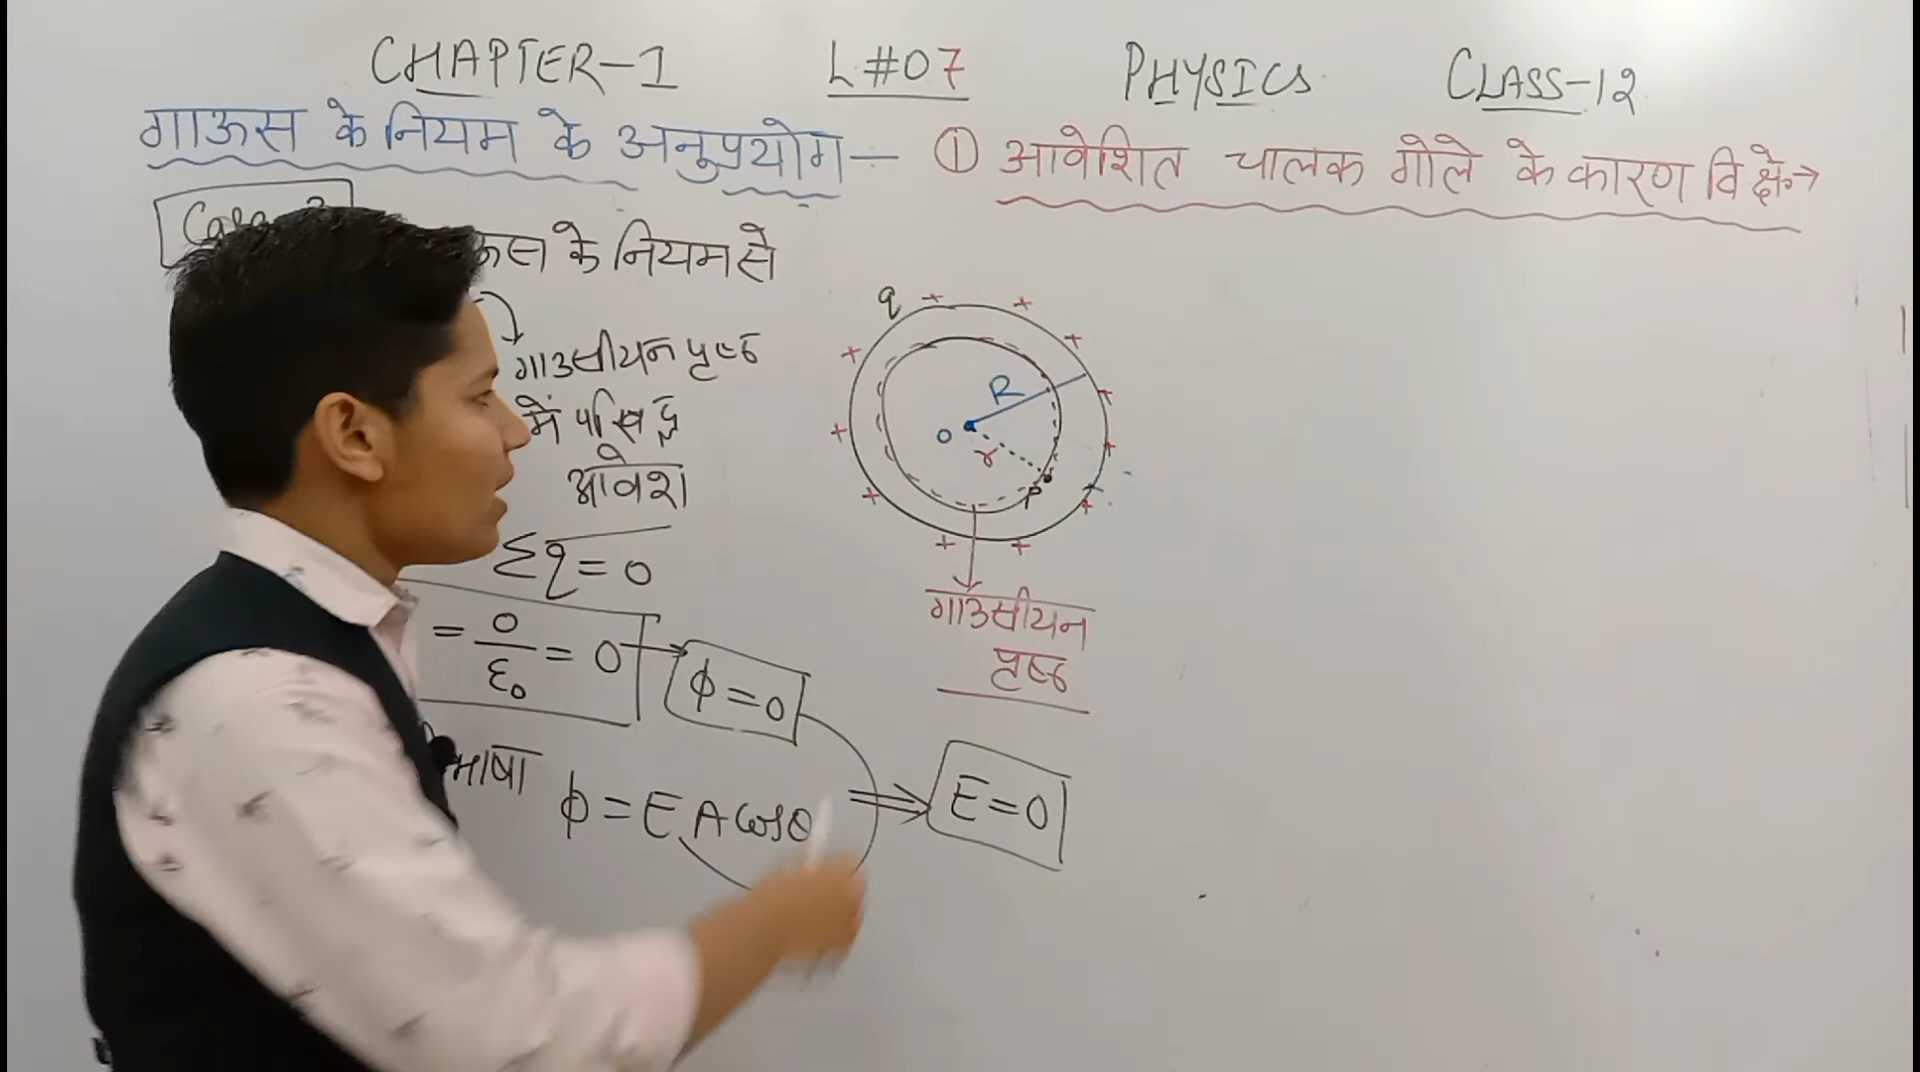 CHAPTER-1 L#07 PHYSICS CLASS-12
गाऊस के नियम के अनुप्रयोग — ① आवेशित चालक गोले के कारण वि क्षे→
के नियम से
गाउसीयन पृष्ठ
में परिबद्ध
आवेश
Σq = 0
= 0/ε₀ = 0
φ = 0
φ = E A cosθ
E = 0
q
+ + + + + + + + + + +
R
O
r
P
गाउसीयन
पृष्ठ